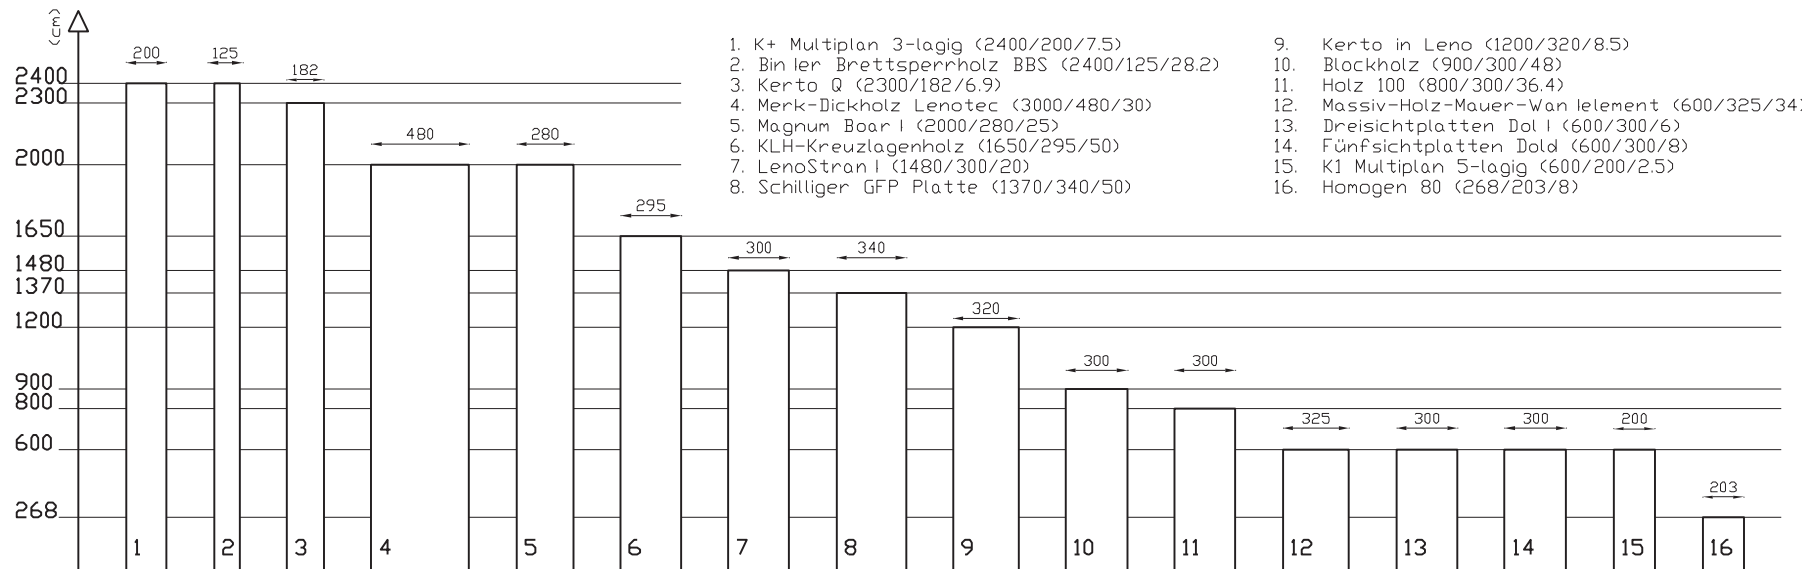 (cm)
200
125
182
480
280
295
300
340
320
300
300
325
300
300
200
203
2400
2300
2000
1650
1480
1370
1200
900
800
600
268
1. K+ Multiplan 3-lagig (2400/200/7.5)
2. Bin ler Brettsperrholz BBS (2400/125/28.2)
3. Kerto Q (2300/182/6.9)
4. Merk-Dickholz Lenotec (3000/480/30)
5. Magnum Boar l (2000/280/25)
6. KLH-Kreuzlagenholz (1650/295/50)
7. LenoStran l (1480/300/20)
8. Schilliger GFP Platte (1370/340/50)
9. Kerto in Leno (1200/320/8.5)
10. Blockholz (900/300/48)
11. Holz 100 (800/300/36.4)
12. Massiv-Holz-Mauer-Wan lelement (600/325/34
13. Dreisichtplatten Dol l (600/300/6)
14. Fünfsichtplatten Dold (600/300/8)
15. K1 Multiplan 5-lagig (600/200/2.5)
16. Homogen 80 (268/203/8)
1
2
3
4
5
6
7
8
9
10
11
12
13
14
15
16